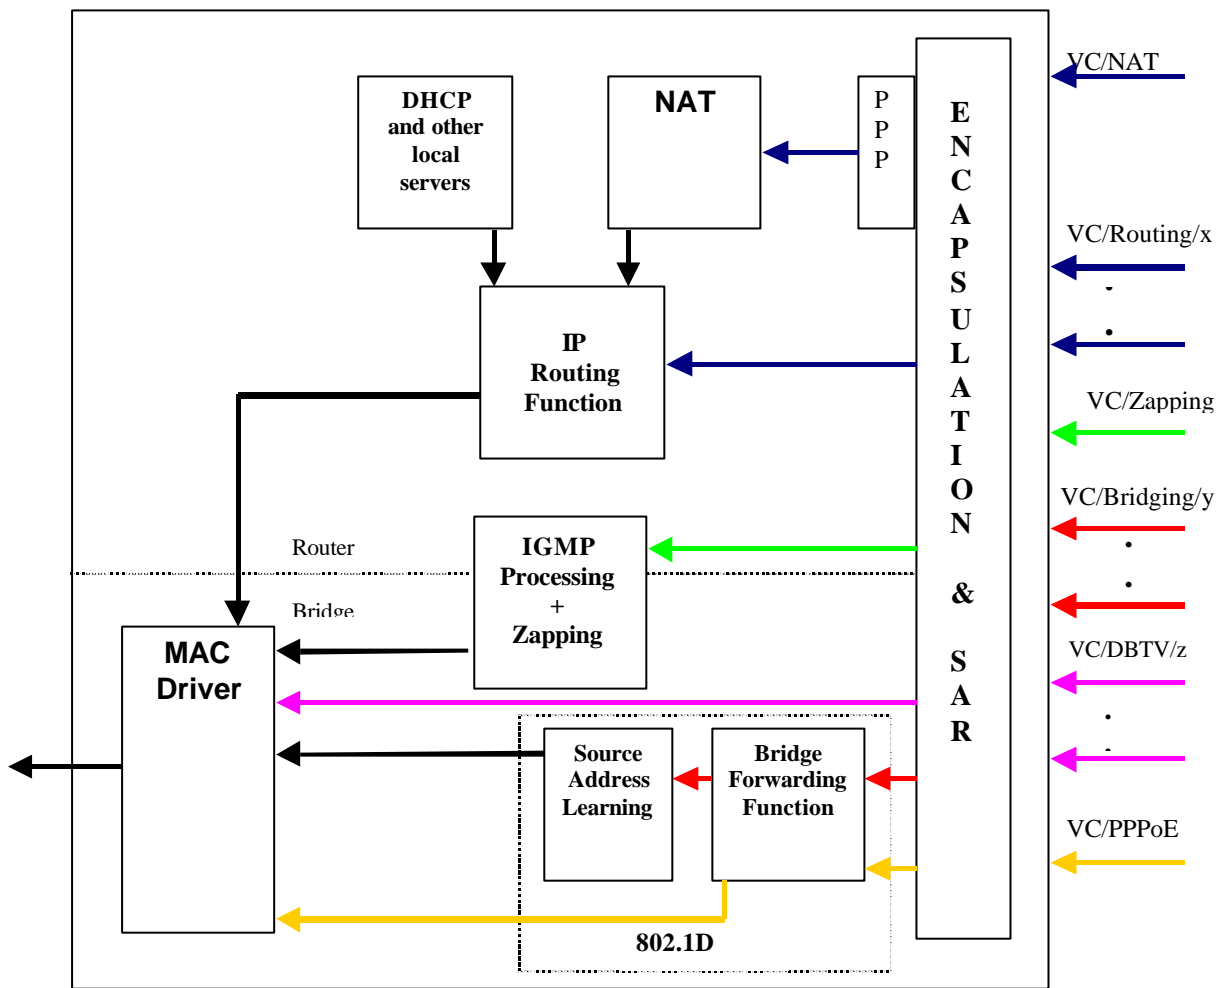 VC/NAT
DHCP
and other
local
servers
NAT
P
P
P
E
N
C
A
P
S
U
L
A
T
I
O
N
&
S
A
R
VC/Routing/x
IP
Routing
Function
VC/Zapping
VC/Bridging/y
Router
IGMP
Processing
+
Zapping
Bridge
MAC
Driver
VC/DBTV/z
Source
Address
Learning
Bridge
Forwarding
Function
VC/PPPoE
802.1D